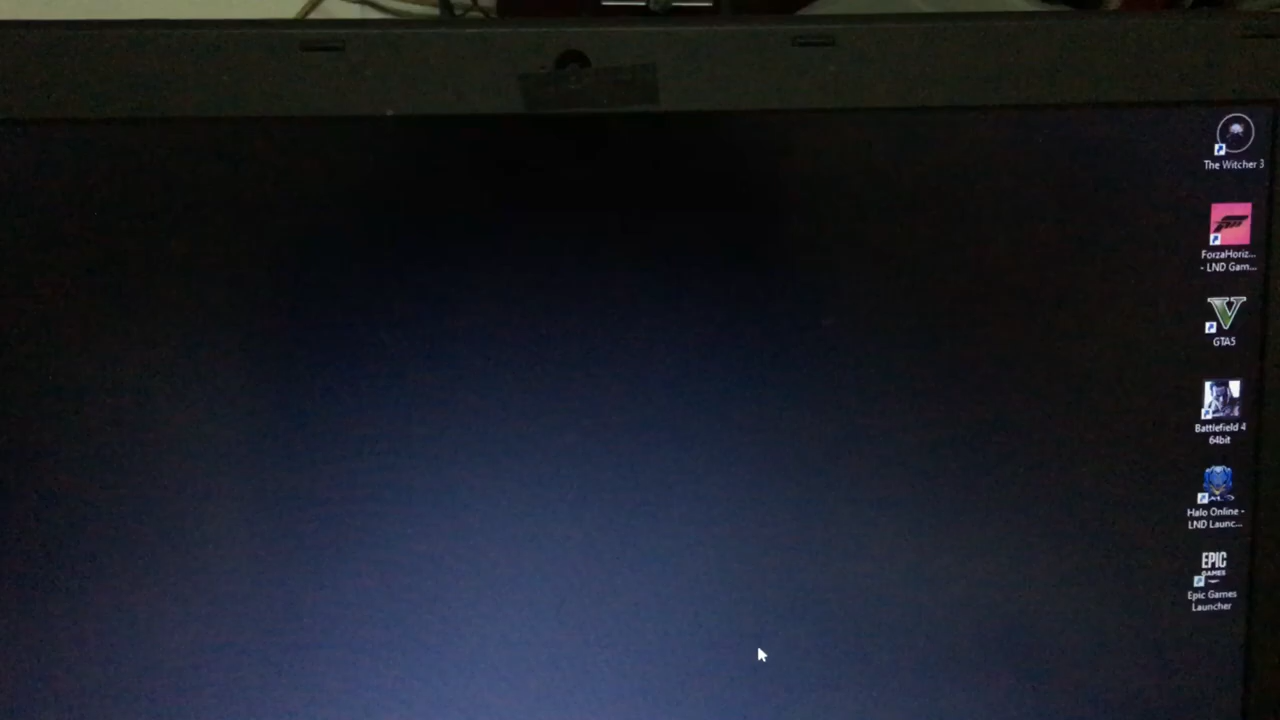 The Witcher 3
ForzaHoriz...
- LND Gam...
GTA5
Battlefield 4
64bit
HALO
Halo Online -
LND Launc...
EPIC
GAMES
Epic Games
Launcher